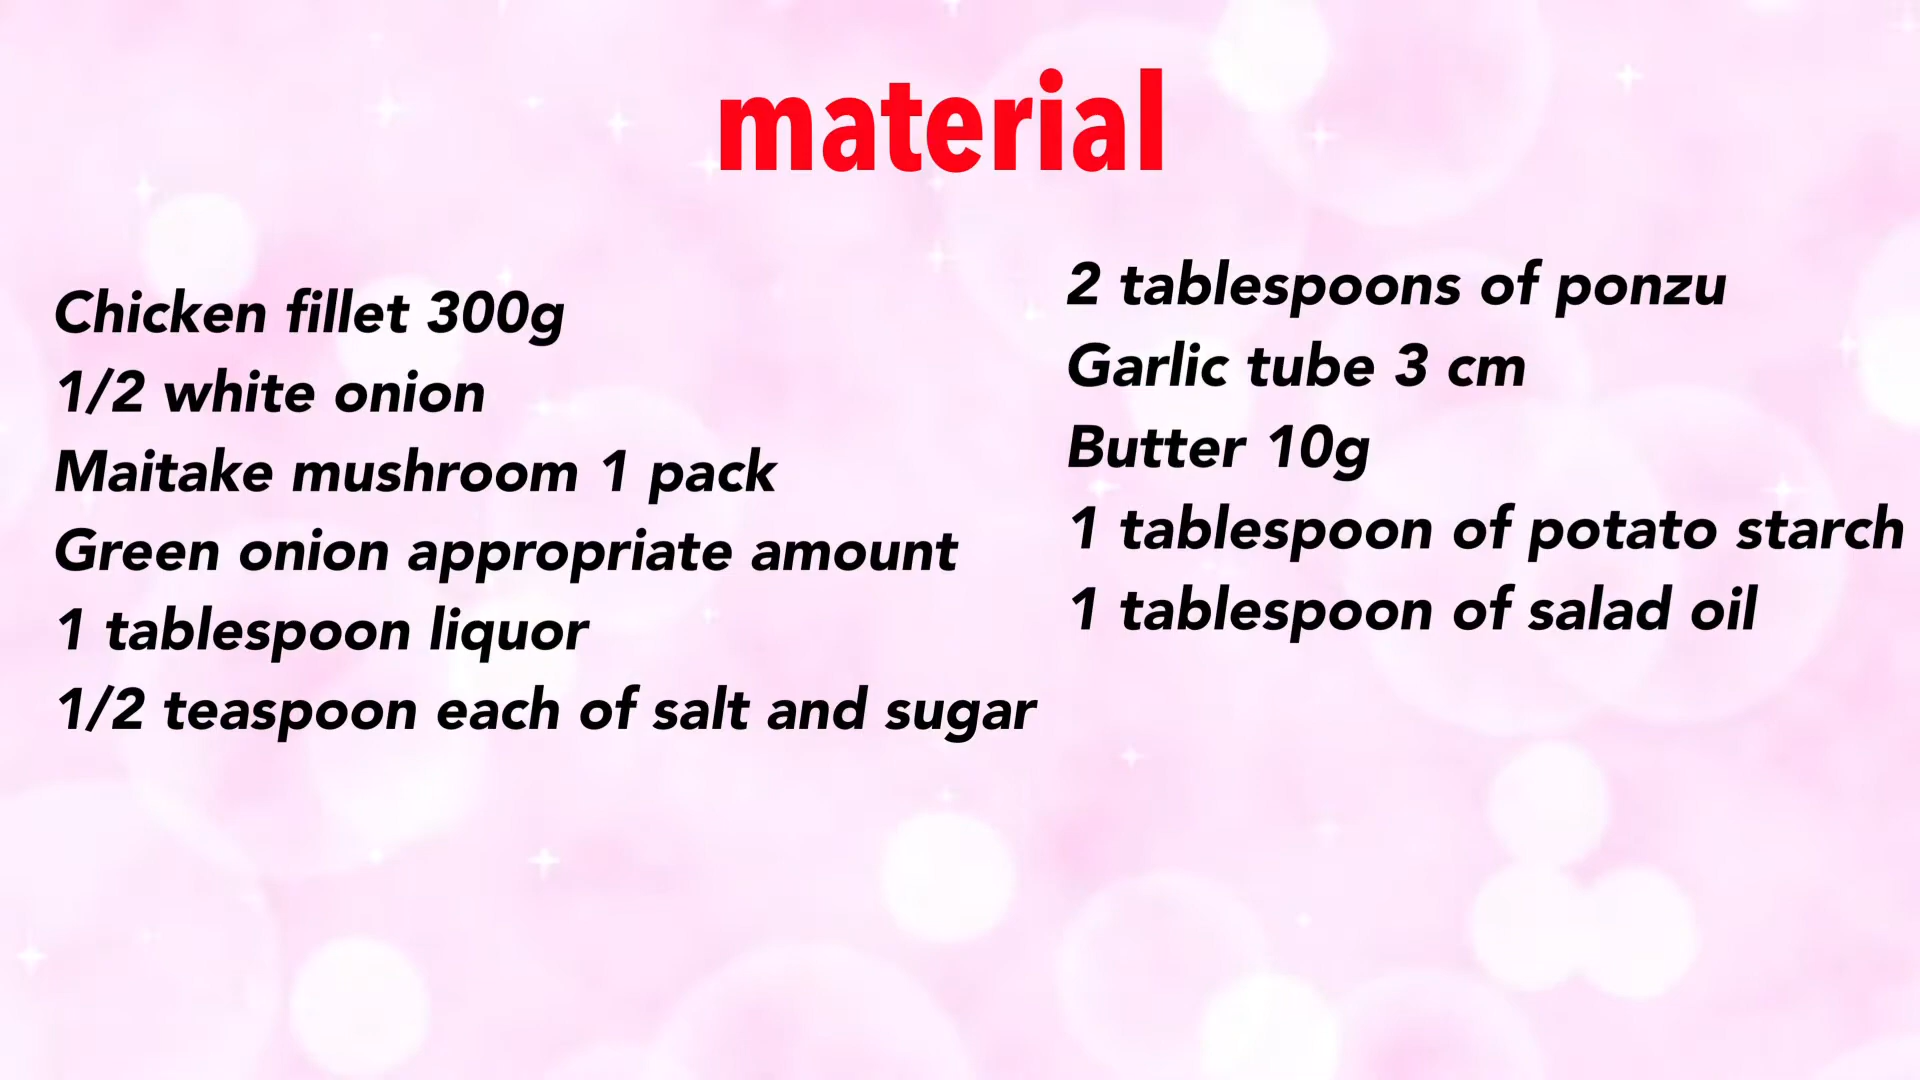 material
Chicken fillet 300g
1/2 white onion
Maitake mushroom 1 pack
Green onion appropriate amount
1 tablespoon liquor
1/2 teaspoon each of salt and sugar
2 tablespoons of ponzu
Garlic tube 3 cm
Butter 10g
1 tablespoon of potato starch
1 tablespoon of salad oil